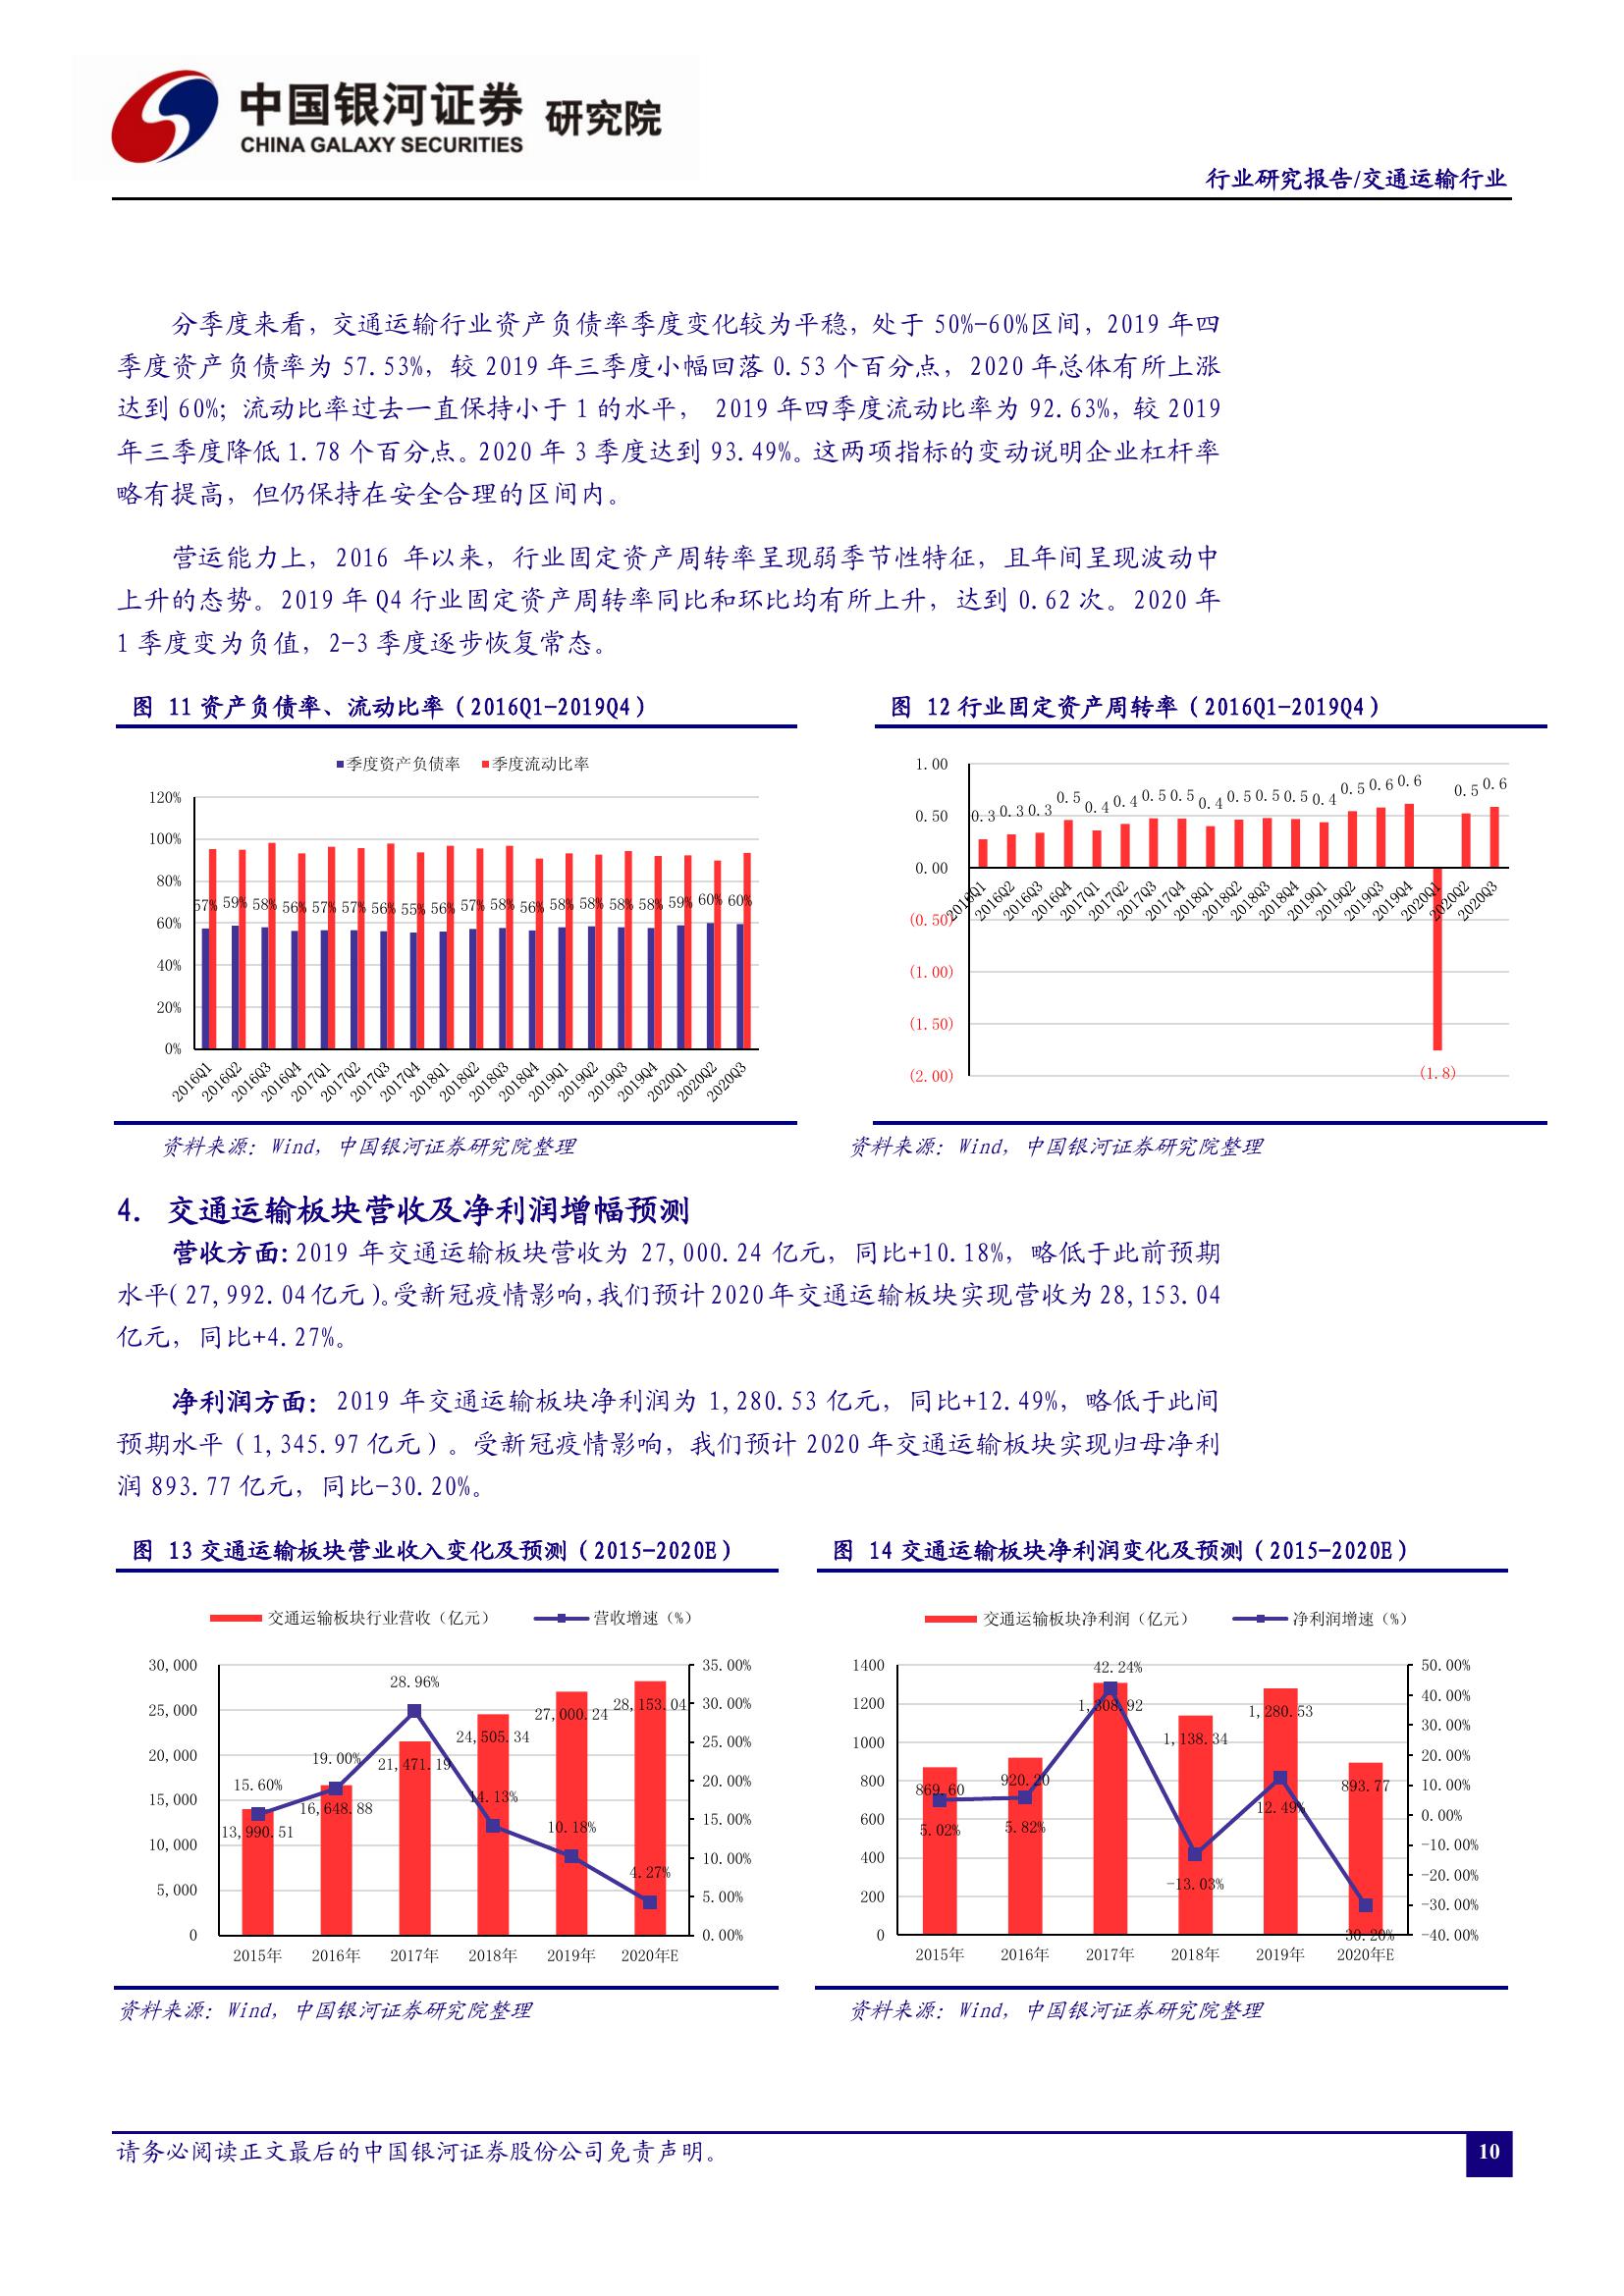 中国银河证券 研究院
CHINA GALAXY SECURITIES
行业研究报告/交通运输行业
分季度来看，交通运输行业资产负债率季度变化较为平稳，处于 50%-60%区间，2019 年四
季度资产负债率为 57.53%，较 2019 年三季度小幅回落 0.53 个百分点，2020 年总体有所上涨
达到 60%；流动比率过去一直保持小于 1 的水平， 2019 年四季度流动比率为 92.63%，较 2019
年三季度降低 1.78 个百分点。2020 年 3 季度达到 93.49%。这两项指标的变动说明企业杠杆率
略有提高，但仍保持在安全合理的区间内。
营运能力上，2016 年以来，行业固定资产周转率呈现弱季节性特征，且年间呈现波动中
上升的态势。2019 年 Q4 行业固定资产周转率同比和环比均有所上升，达到 0.62 次。2020 年
1 季度变为负值，2-3 季度逐步恢复常态。
图 11 资产负债率、流动比率（2016Q1-2019Q4）
季度资产负债率 季度流动比率
120%
100%
80%
60%
40%
20%
0%
57% 59% 58% 56% 57% 57% 56% 55% 56% 57% 58% 56% 58% 58% 58% 58% 59% 60% 60%
2016Q1 2016Q2 2016Q3 2016Q4 2017Q1 2017Q2 2017Q3 2017Q4 2018Q1 2018Q2 2018Q3 2018Q4 2019Q1 2019Q2 2019Q3 2019Q4 2020Q1 2020Q2 2020Q3
资料来源：Wind，中国银河证券研究院整理
图 12 行业固定资产周转率（2016Q1-2019Q4）
1.00
0.50
0.00
(0.50)
(1.00)
(1.50)
(2.00)
0.3 0.3 0.3 0.5 0.4 0.4 0.5 0.5 0.4 0.5 0.5 0.5 0.4 0.5 0.6 0.6 (1.8) 0.5 0.6
2016Q1 2016Q2 2016Q3 2016Q4 2017Q1 2017Q2 2017Q3 2017Q4 2018Q1 2018Q2 2018Q3 2018Q4 2019Q1 2019Q2 2019Q3 2019Q4 2020Q1 2020Q2 2020Q3
资料来源：Wind，中国银河证券研究院整理
4. 交通运输板块营收及净利润增幅预测
营收方面:2019 年交通运输板块营收为 27,000.24 亿元，同比+10.18%，略低于此前预期
水平（27,992.04 亿元）。受新冠疫情影响，我们预计 2020 年交通运输板块实现营收为 28,153.04
亿元，同比+4.27%。
净利润方面：2019 年交通运输板块净利润为 1,280.53 亿元，同比+12.49%，略低于此间
预期水平（1,345.97 亿元）。受新冠疫情影响，我们预计 2020 年交通运输板块实现归母净利
润 893.77 亿元，同比-30.20%。
图 13 交通运输板块营业收入变化及预测（2015-2020E）
交通运输板块行业营收（亿元） 营收增速（%）
30,000
25,000
20,000
15,000
10,000
5,000
0
35.00%
30.00%
25.00%
20.00%
15.00%
10.00%
5.00%
0.00%
15.60% 19.00% 28.96% 14.13% 10.18% 4.27%
13,990.51 16,648.88 21,471.19 24,505.34 27,000.24 28,153.04
2015年 2016年 2017年 2018年 2019年 2020年E
资料来源：Wind，中国银河证券研究院整理
图 14 交通运输板块净利润变化及预测（2015-2020E）
交通运输板块净利润（亿元） 净利润增速（%）
1400
1200
1000
800
600
400
200
0
50.00%
40.00%
30.00%
20.00%
10.00%
0.00%
-10.00%
-20.00%
-30.00%
-40.00%
869.60 920.20 1,308.92 1,138.34 1,280.53 893.77
5.02% 5.82% 42.24% -13.03% 12.49% -30.20%
2015年 2016年 2017年 2018年 2019年 2020年E
资料来源：Wind，中国银河证券研究院整理
请务必阅读正文最后的中国银河证券股份公司免责声明。
10